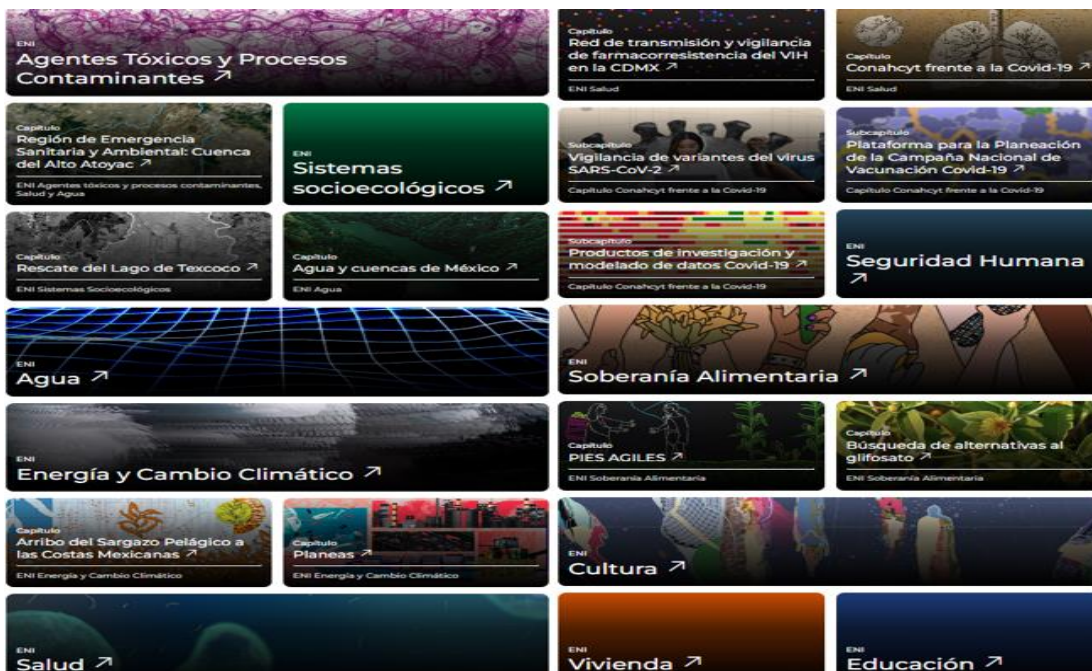 ENI
Agentes Tóxicos y Procesos
Contaminantes ↗
Capítulo
Región de Emergencia
Sanitaria y Ambiental: Cuenca
del Alto Atoyac ↗
ENI Agentes tóxicos y procesos contaminantes,
Salud y Agua
ENI
Sistemas
socioecológicos ↗
Capítulo
Rescate del Lago de Texcoco ↗
ENI Sistemas Socioecológicos
Capítulo
Agua y cuencas de México ↗
ENI Agua
ENI
Agua ↗
ENI
Energía y Cambio Climático ↗
Capítulo
Arribo del Sargazo Pelágico a
las Costas Mexicanas ↗
ENI Energía y Cambio Climático
Capítulo
Planeas ↗
ENI Energía y Cambio Climático
ENI
Salud ↗
Capítulo
Red de transmisión y vigilancia
de farmacorresistencia del VIH
en la CDMX ↗
ENI Salud
Capítulo
Conahcyt frente a la Covid-19 ↗
ENI Salud
Subcapítulo
Vigilancia de variantes del virus
SARS-CoV-2 ↗
Capítulo Conahcyt frente a la Covid-19
Subcapítulo
Plataforma para la Planeación
de la Campaña Nacional de
Vacunación Covid-19 ↗
Capítulo Conahcyt frente a la Covid-19
Subcapítulo
Productos de investigación y
modelado de datos Covid-19 ↗
Capítulo Conahcyt frente a la Covid-19
ENI
Seguridad Humana
↗
ENI
Soberanía Alimentaria ↗
Capítulo
PIES AGILES ↗
ENI Soberanía Alimentaria
Capítulo
Búsqueda de alternativas al
glifosato ↗
ENI Soberanía Alimentaria
ENI
Cultura ↗
ENI
Vivienda ↗
ENI
Educación ↗